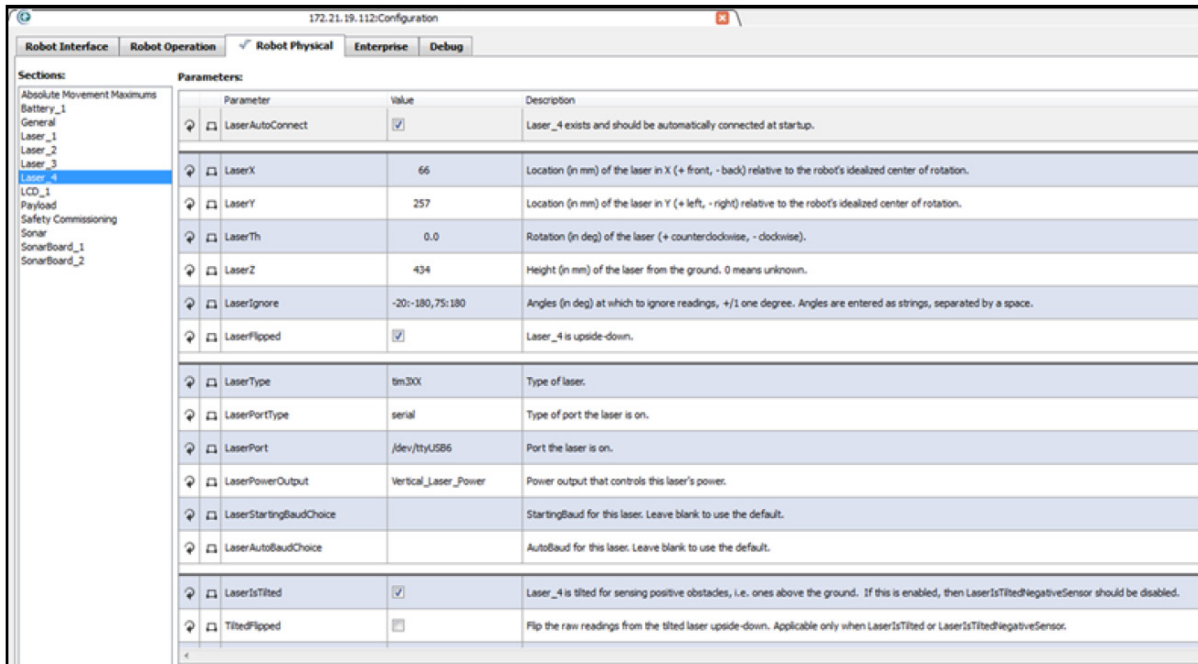 172.21.19.112:Configuration
Robot Interface Robot Operation Robot Physical Enterprise Debug
Sections:
Absolute Movement Maximums
Battery_1
General
Laser_1
Laser_2
Laser_3
Laser_4
LCD_1
Payload
Safety Commissioning
Sonar
SonarBoard_1
SonarBoard_2
Parameters:
Parameter Value Description
LaserAutoConnect Laser_4 exists and should be automatically connected at startup.
LaserX 66 Location (in mm) of the laser in X (+ front, - back) relative to the robot's idealized center of rotation.
LaserY 257 Location (in mm) of the laser in Y (+ left, - right) relative to the robot's idealized center of rotation.
LaserTh 0.0 Rotation (in deg) of the laser (+ counterclockwise, - clockwise).
LaserZ 434 Height (in mm) of the laser from the ground. 0 means unknown.
LaserIgnore -20:-180,75:180 Angles (in deg) at which to ignore readings, +/1 one degree. Angles are entered as strings, separated by a space.
LaserFlipped Laser_4 is upside-down.
LaserType tim3XX Type of laser.
LaserPortType serial Type of port the laser is on.
LaserPort /dev/ttyUSB6 Port the laser is on.
LaserPowerOutput Vertical_Laser_Power Power output that controls this laser's power.
LaserStartingBaudChoice StartingBaud for this laser. Leave blank to use the default.
LaserAutoBaudChoice AutoBaud for this laser. Leave blank to use the default.
LaserIsTilted Laser_4 is tilted for sensing positive obstacles, i.e. ones above the ground. If this is enabled, then LaserIsTiltedNegativeSensor should be disabled.
TiltedFlipped Flip the raw readings from the tilted laser upside-down. Applicable only when LaserIsTilted or LaserIsTiltedNegativeSensor.